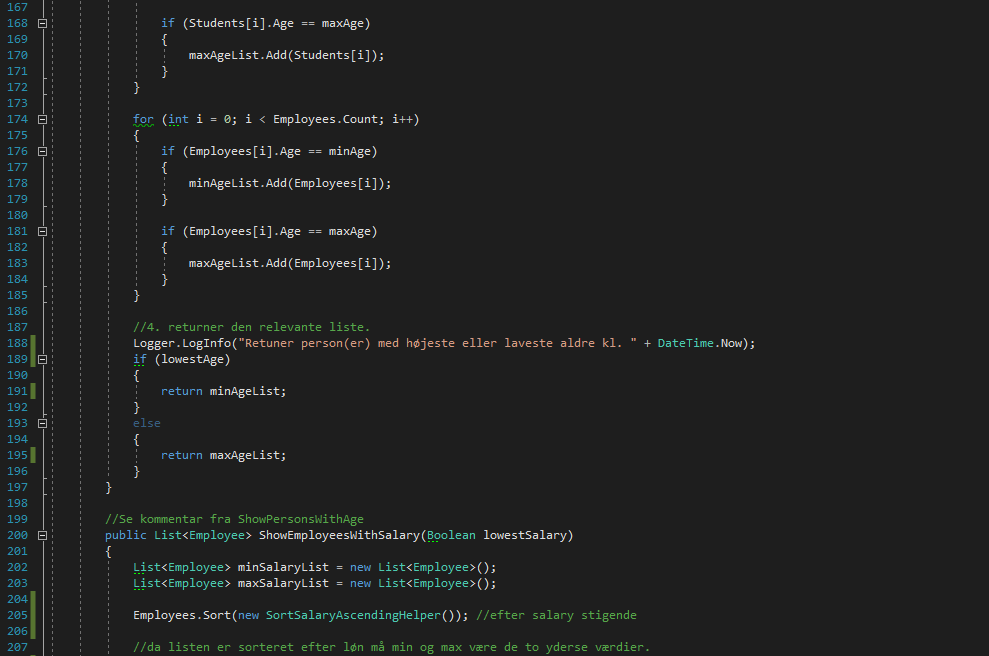 167
168 if (Students[i].Age == maxAge)
169 {
170 maxAgeList.Add(Students[i]);
171 }
172 }
173
174 for (int i = 0; i < Employees.Count; i++)
175 {
176 if (Employees[i].Age == minAge)
177 {
178 minAgeList.Add(Employees[i]);
179 }
180
181 if (Employees[i].Age == maxAge)
182 {
183 maxAgeList.Add(Employees[i]);
184 }
185 }
186
187 //4. returner den relevante liste.
188 Logger.LogInfo("Retuner person(er) med højeste eller laveste aldre kl. " + DateTime.Now);
189 if (lowestAge)
190 {
191 return minAgeList;
192 }
193 else
194 {
195 return maxAgeList;
196 }
197 }
198
199 //Se kommentar fra ShowPersonsWithAge
200 public List<Employee> ShowEmployeesWithSalary(Boolean lowestSalary)
201 {
202 List<Employee> minSalaryList = new List<Employee>();
203 List<Employee> maxSalaryList = new List<Employee>();
204
205 Employees.Sort(new SortSalaryAscendingHelper()); //efter salary stigende
206
207 //da listen er sorteret efter løn må min og max være de to yderse værdier.